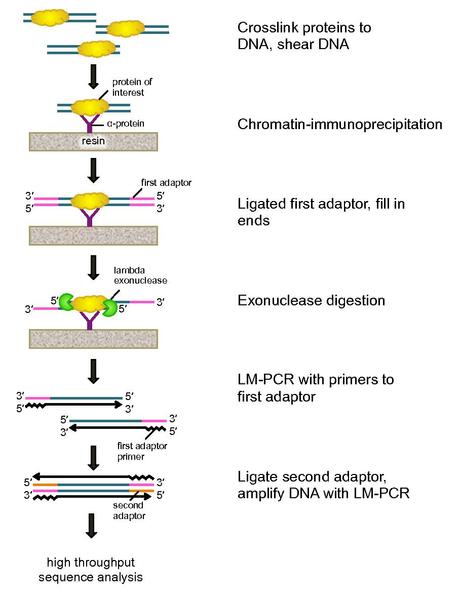 Crosslink proteins to
DNA, shear DNA
protein of
interest
α-protein
resin
Chromatin-immunoprecipitation
first adaptor
3′ 5′
5′ 3′
Ligated first adaptor, fill in
ends
lambda
exonuclease
5′
3′ 5′
Exonuclease digestion
LM-PCR with primers to
first adaptor
3′ 5′
5′ 3′
5′ 3′
3′ 5′
first adaptor
primer
Ligate second adaptor,
amplify DNA with LM-PCR
5′ 3′
3′ 5′
second
adaptor
high throughput
sequence analysis